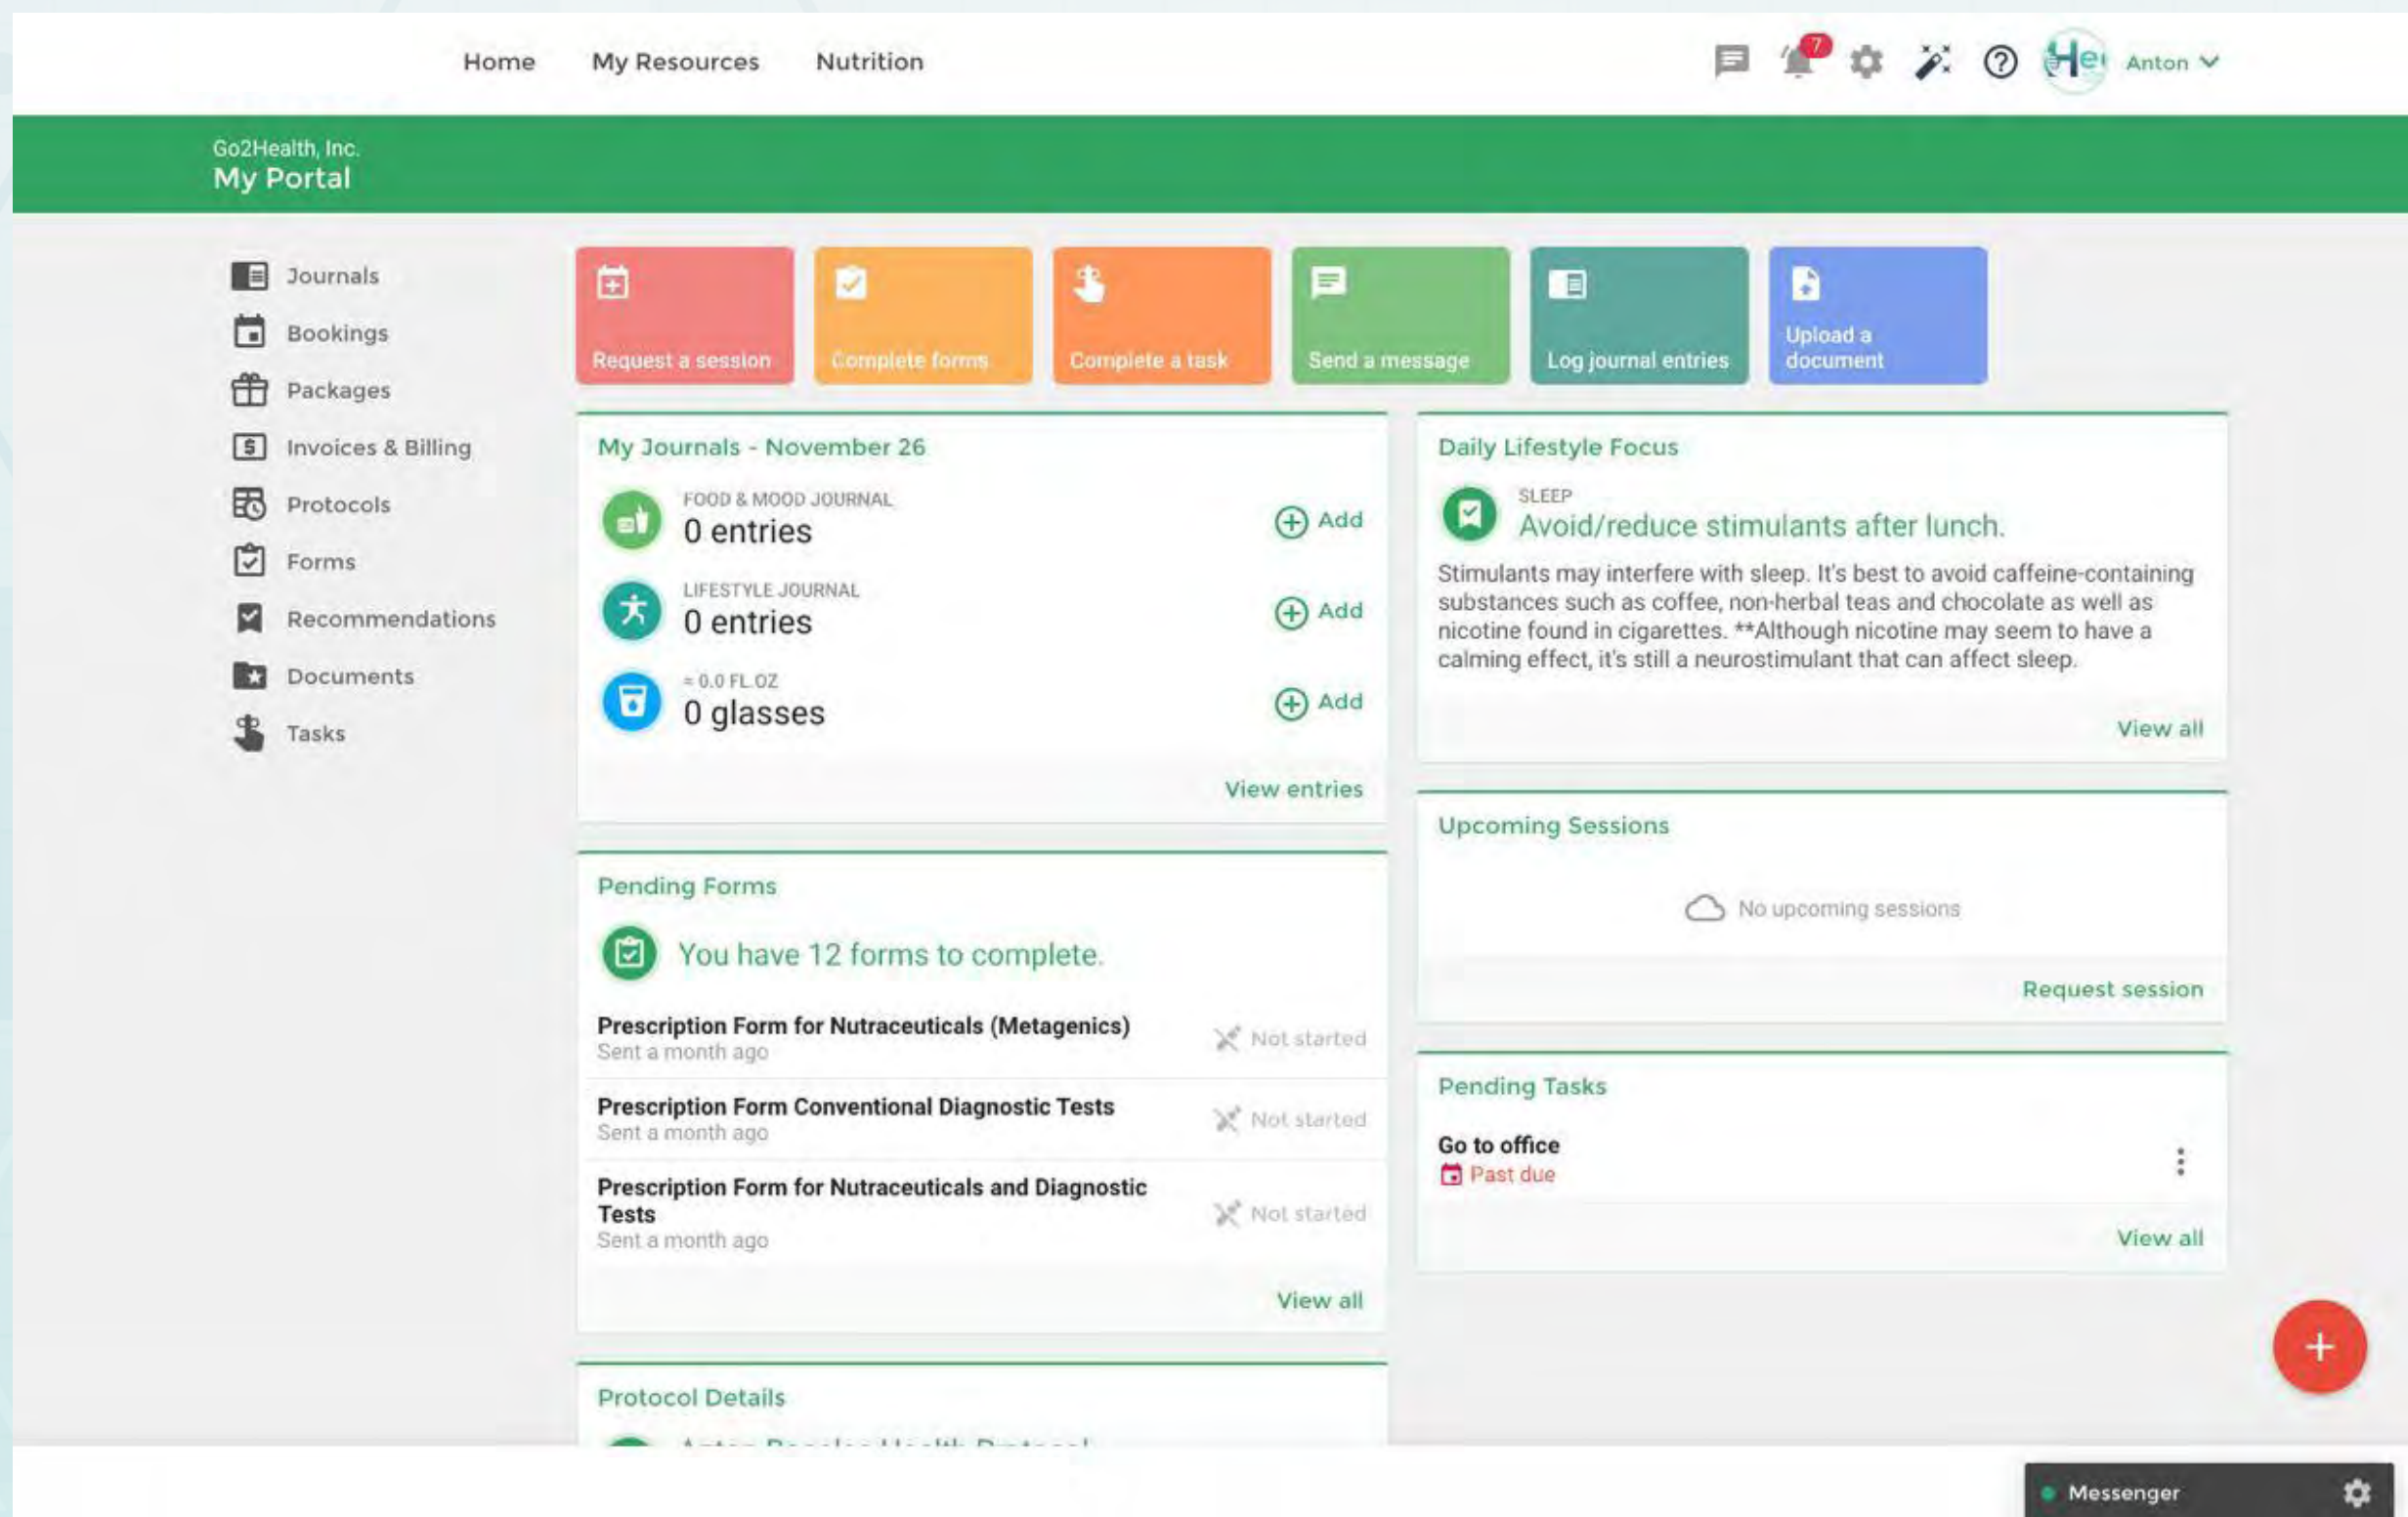 Home My Resources Nutrition
7
Anton
Go2Health, Inc.
My Portal
Journals
Bookings
Packages
Invoices & Billing
Protocols
Forms
Recommendations
Documents
Tasks
Request a session
Complete forms
Complete a task
Send a message
Log journal entries
Upload a
document
My Journals - November 26
FOOD & MOOD JOURNAL
0 entries
Add
LIFESTYLE JOURNAL
0 entries
Add
≈ 0.0 FL.OZ
0 glasses
Add
View entries
Pending Forms
You have 12 forms to complete.
Prescription Form for Nutraceuticals (Metagenics)
Sent a month ago
Not started
Prescription Form Conventional Diagnostic Tests
Sent a month ago
Not started
Prescription Form for Nutraceuticals and Diagnostic
Tests
Sent a month ago
Not started
View all
Protocol Details
Daily Lifestyle Focus
SLEEP
Avoid/reduce stimulants after lunch.
Stimulants may interfere with sleep. It's best to avoid caffeine-containing
substances such as coffee, non-herbal teas and chocolate as well as
nicotine found in cigarettes. **Although nicotine may seem to have a
calming effect, it's still a neurostimulant that can affect sleep.
View all
Upcoming Sessions
No upcoming sessions
Request session
Pending Tasks
Go to office
Past due
View all
Messenger